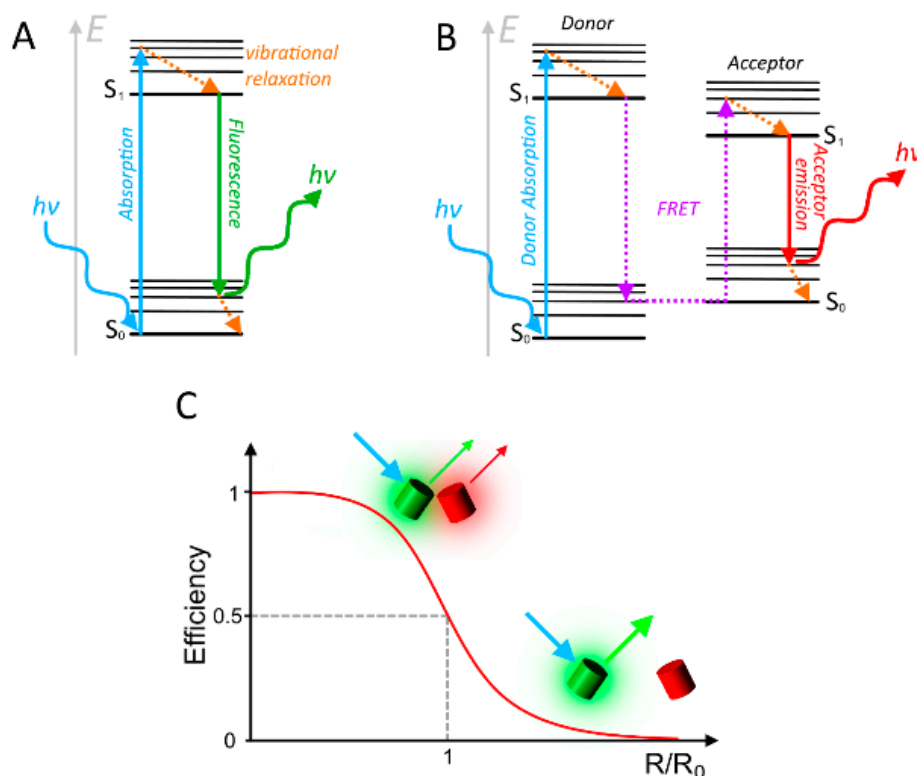 A
E
vibrational
relaxation
S1
Absorption
Fluorescence
hν
hν
S0
B
E
Donor
Acceptor
S1
S1
Donor Absorption
FRET
Acceptor
emission
hν
hν
S0
S0
C
Efficiency
1
0.5
0
1
R/R0